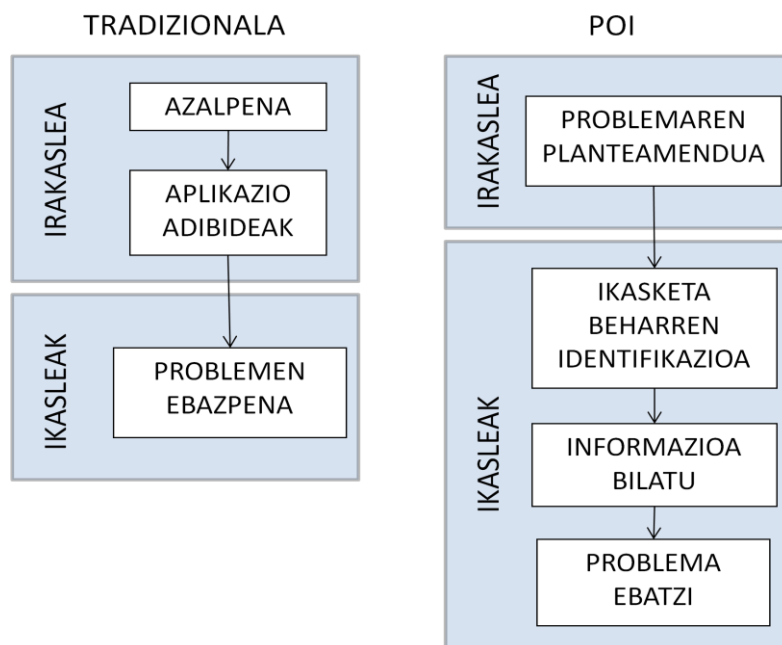 TRADIZIONALA
IRAKASLEA
AZALPENA
APLIKAZIO
ADIBIDEAK
IKASLEAK
PROBLEMEN
EBAZPENA
POI
IRAKASLEA
PROBLEMAREN
PLANTEAMENDUA
IKASLEAK
IKASKETA
BEHARREN
IDENTIFIKAZIOA
INFORMAZIOA
BILATU
PROBLEMA
EBATZI